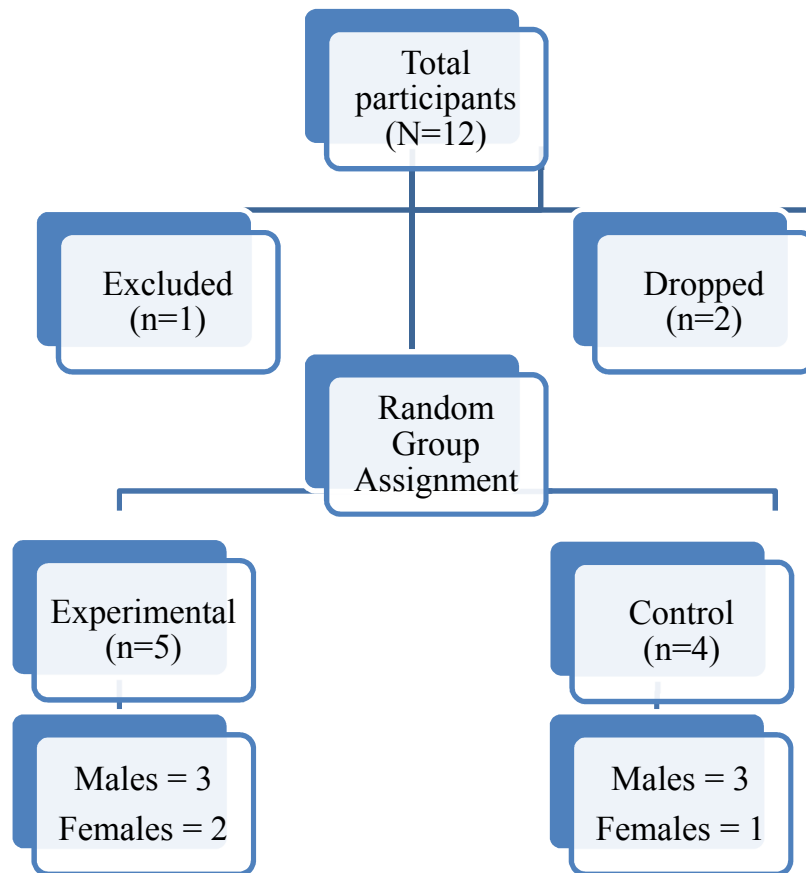 Total
participants
(N=12)
Excluded
(n=1)
Dropped
(n=2)
Random
Group
Assignment
Experimental
(n=5)
Control
(n=4)
Males = 3
Females = 2
Males = 3
Females = 1